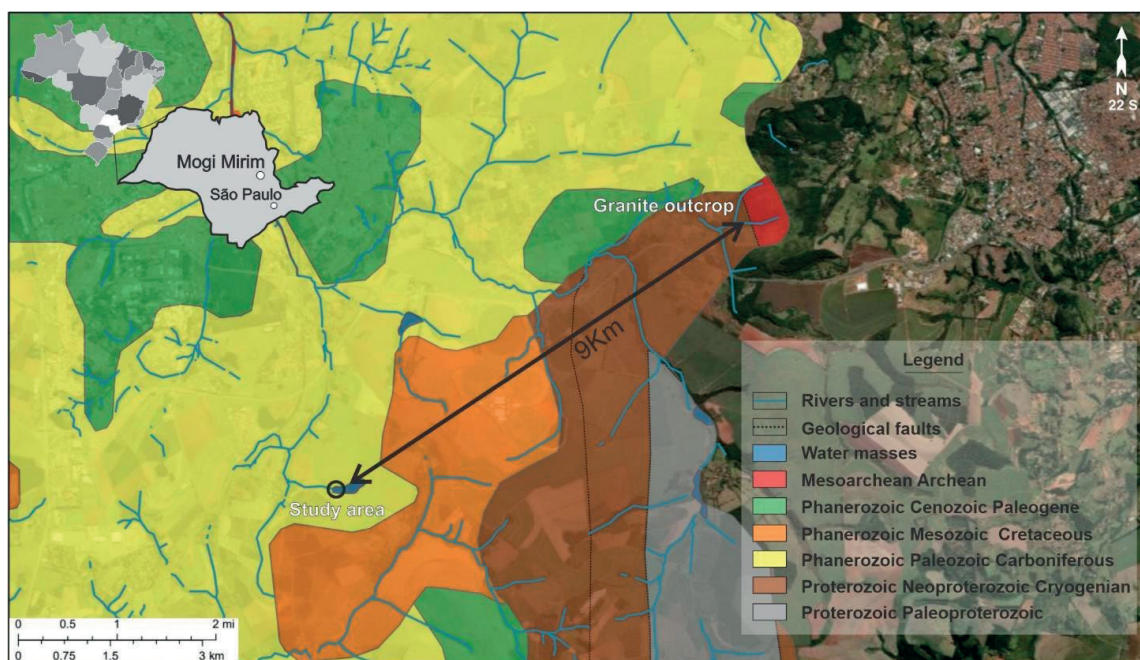 N
22 S
Mogi Mirim
São Paulo
Granite outcrop
9Km
Study area
Legend
Rivers and streams
Geological faults
Water masses
Mesoarchean Archean
Phanerozoic Cenozoic Paleogene
Phanerozoic Mesozoic Cretaceous
Phanerozoic Paleozoic Carboniferous
Proterozoic Neoproterozoic Cryogenian
Proterozoic Paleoproterozoic
0 0.5 1 2 mi
0 0.75 1.5 3 km